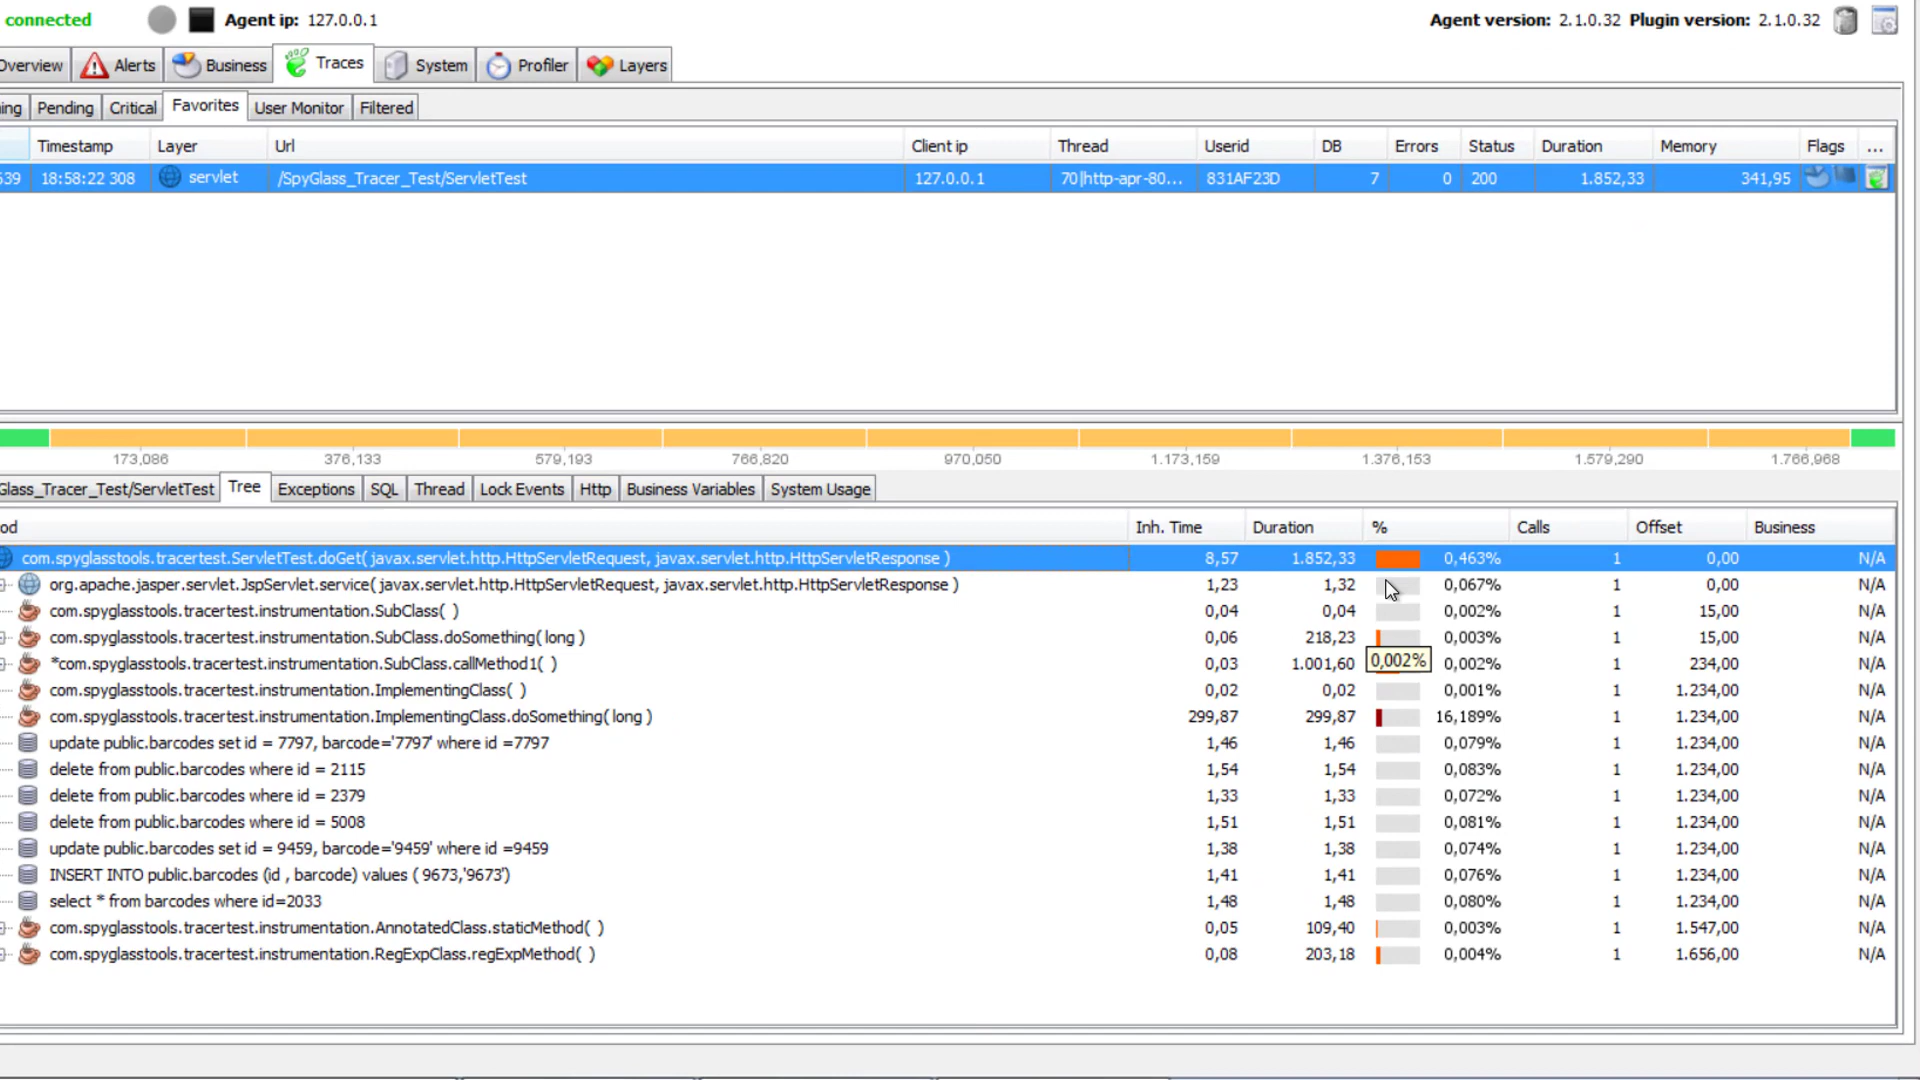 connected Agent ip: 127.0.0.1 Agent version: 2.1.0.32 Plugin version: 2.1.0.32
Overview Alerts Business Traces System Profiler Layers
ing Pending Critical Favorites User Monitor Filtered
Timestamp Layer Url Client ip Thread Userid DB Errors Status Duration Memory Flags ...
539 18:58:22 308 servlet /SpyGlass_Tracer_Test/ServletTest 127.0.0.1 70|http-apr-80... 831AF23D 7 0 200 1.852,33 341,95
173,086 376,133 579,193 766,820 970,050 1.173,159 1.376,153 1.579,290 1.766,968
Glass_Tracer_Test/ServletTest Tree Exceptions SQL Thread Lock Events Http Business Variables System Usage
od Inh. Time Duration % Calls Offset Business
com.spyglasstools.tracertest.ServletTest.doGet( javax.servlet.http.HttpServletRequest, javax.servlet.http.HttpServletResponse ) 8,57 1.852,33 0,463% 1 0,00 N/A
org.apache.jasper.servlet.JspServlet.service( javax.servlet.http.HttpServletRequest, javax.servlet.http.HttpServletResponse ) 1,23 1,32 0,067% 1 0,00 N/A
com.spyglasstools.tracertest.instrumentation.SubClass( ) 0,04 0,04 0,002% 1 15,00 N/A
com.spyglasstools.tracertest.instrumentation.SubClass.doSomething( long ) 0,06 218,23 0,003% 1 15,00 N/A
*com.spyglasstools.tracertest.instrumentation.SubClass.callMethod1( ) 0,03 1.001,60 0,002% 0,002% 1 234,00 N/A
com.spyglasstools.tracertest.instrumentation.ImplementingClass( ) 0,02 0,02 0,001% 1 1.234,00 N/A
com.spyglasstools.tracertest.instrumentation.ImplementingClass.doSomething( long ) 299,87 299,87 16,189% 1 1.234,00 N/A
update public.barcodes set id = 7797, barcode='7797' where id =7797 1,46 1,46 0,079% 1 1.234,00 N/A
delete from public.barcodes where id = 2115 1,54 1,54 0,083% 1 1.234,00 N/A
delete from public.barcodes where id = 2379 1,33 1,33 0,072% 1 1.234,00 N/A
delete from public.barcodes where id = 5008 1,51 1,51 0,081% 1 1.234,00 N/A
update public.barcodes set id = 9459, barcode='9459' where id =9459 1,38 1,38 0,074% 1 1.234,00 N/A
INSERT INTO public.barcodes (id , barcode) values ( 9673,'9673') 1,41 1,41 0,076% 1 1.234,00 N/A
select * from barcodes where id=2033 1,48 1,48 0,080% 1 1.234,00 N/A
com.spyglasstools.tracertest.instrumentation.AnnotatedClass.staticMethod( ) 0,05 109,40 0,003% 1 1.547,00 N/A
com.spyglasstools.tracertest.instrumentation.RegExpClass.regExpMethod( ) 0,08 203,18 0,004% 1 1.656,00 N/A